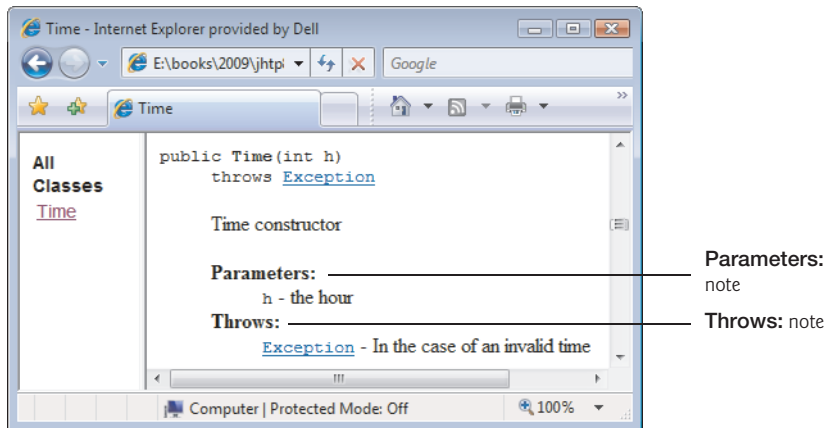 Time - Internet Explorer provided by Dell
E:\books\2009\jhtp
Google
Time
»
All
Classes
Time
public Time(int h)
throws Exception
Time constructor
Parameters:
h - the hour
Throws:
Exception - In the case of an invalid time
Computer | Protected Mode: Off
100%
Parameters:
note
Throws: note